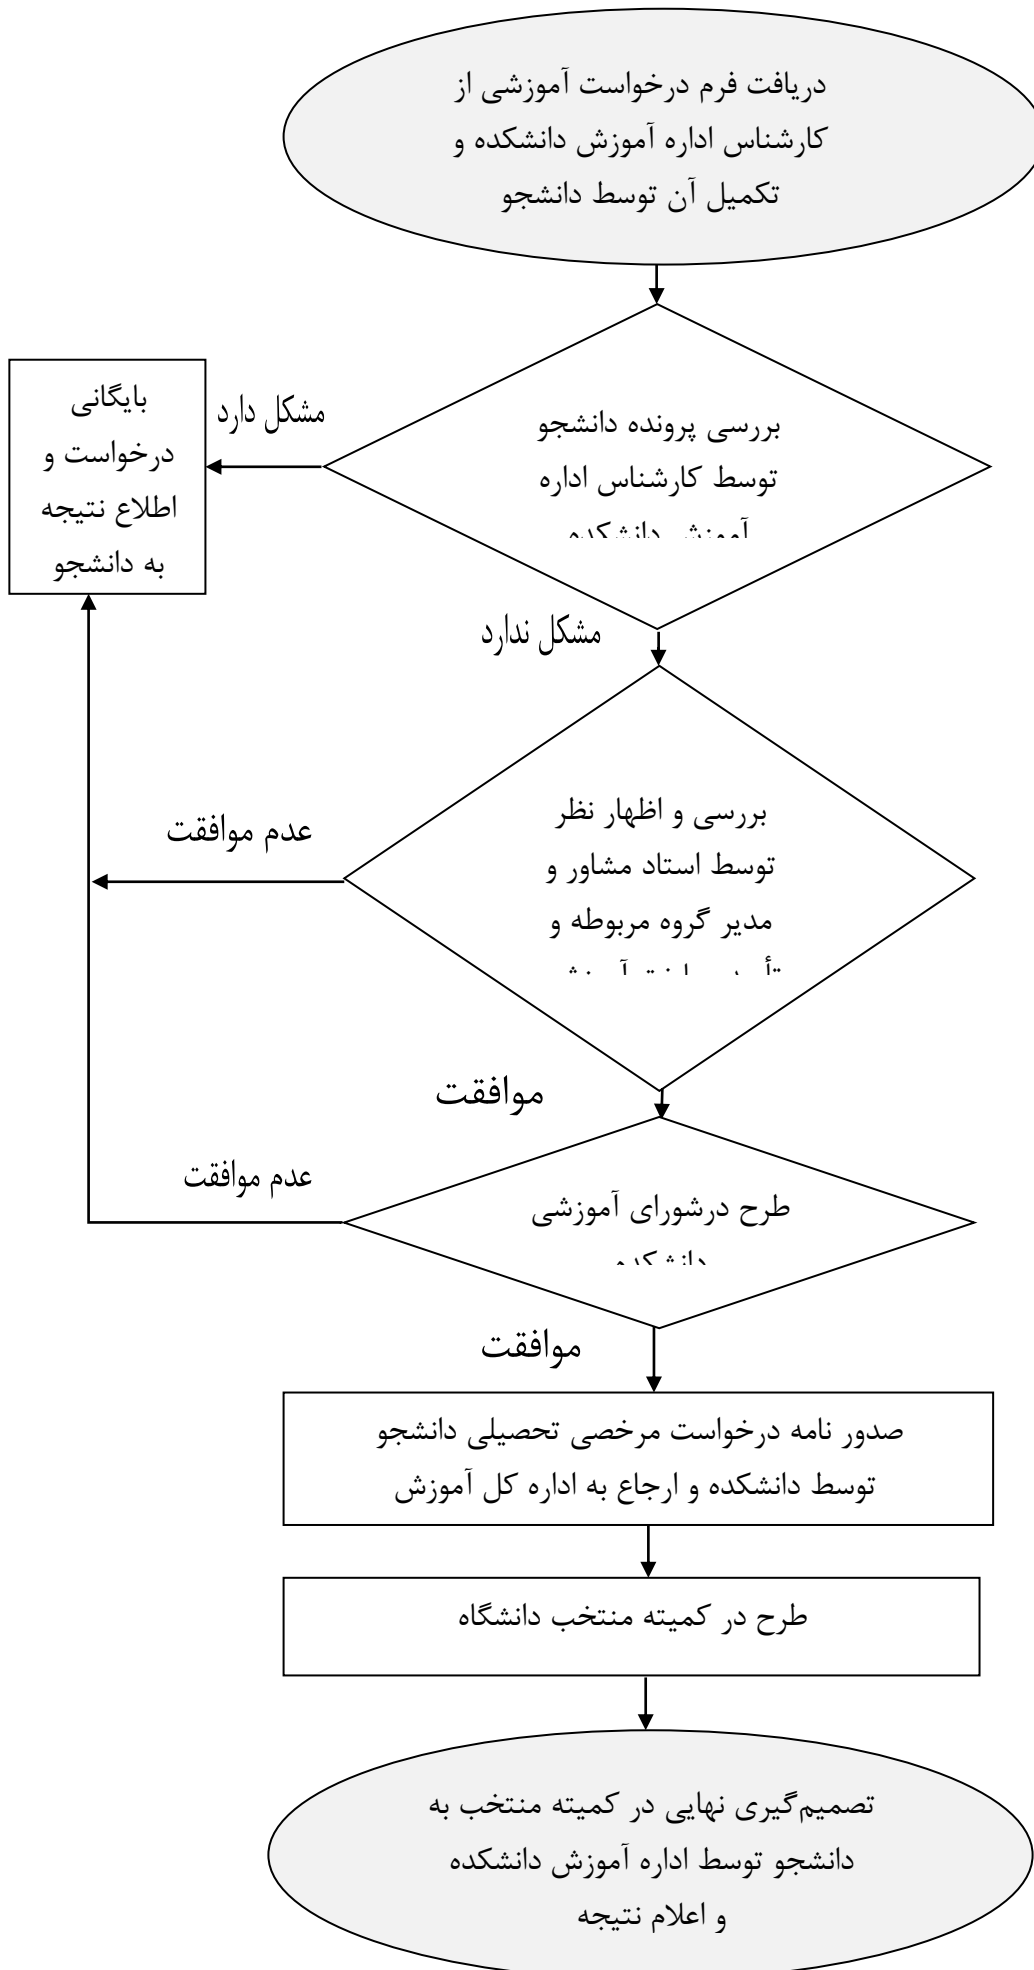 دریافت فرم درخواست آموزشی از
کارشناس اداره آموزش دانشکده و
تکمیل آن توسط دانشجو
بررسی پرونده دانشجو
توسط کارشناس اداره
آموزش دانشکده
مشکل دارد
بایگانی
درخواست و
اطلاع نتیجه
به دانشجو
مشکل ندارد
بررسی و اظهار نظر
توسط استاد مشاور و
مدیر گروه مربوطه و
عدم موافقت
موافقت
طرح درشورای آموزشی
دانشکده
عدم موافقت
موافقت
صدور نامه درخواست مرخصی تحصیلی دانشجو
توسط دانشکده و ارجاع به اداره کل آموزش
طرح در کمیته منتخب دانشگاه
تصمیم‌گیری نهایی در کمیته منتخب به
دانشجو توسط اداره آموزش دانشکده
و اعلام نتیجه